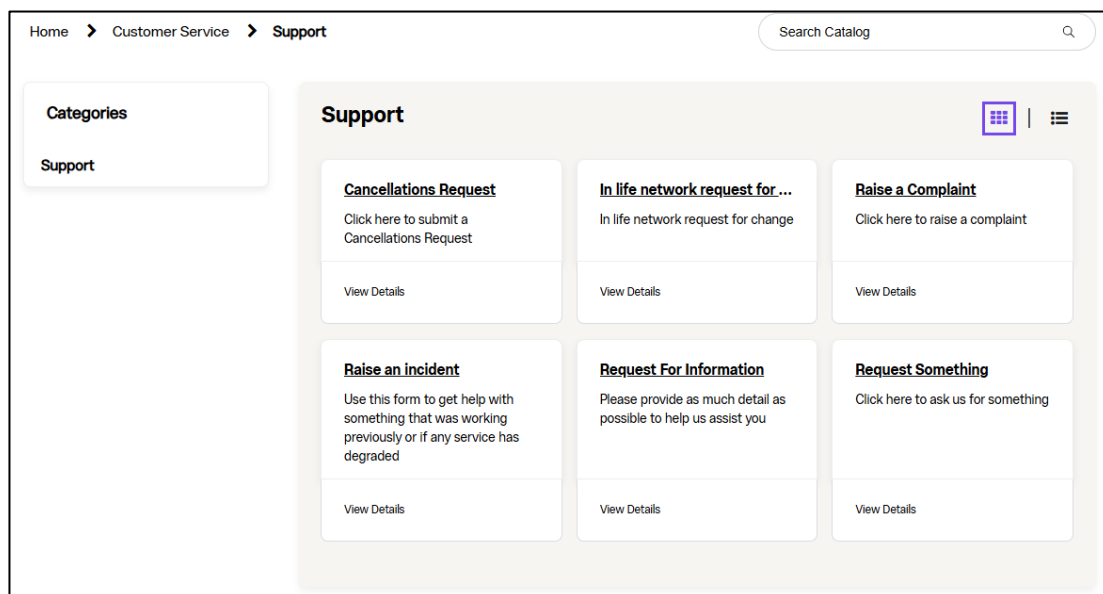 Home Customer Service Support
Search Catalog
Categories
Support
Support
Cancellations Request
Click here to submit a
Cancellations Request
View Details
In life network request for ...
In life network request for change
View Details
Raise a Complaint
Click here to raise a complaint
View Details
Raise an incident
Use this form to get help with
something that was working
previously or if any service has
degraded
View Details
Request For Information
Please provide as much detail as
possible to help us assist you
View Details
Request Something
Click here to ask us for something
View Details